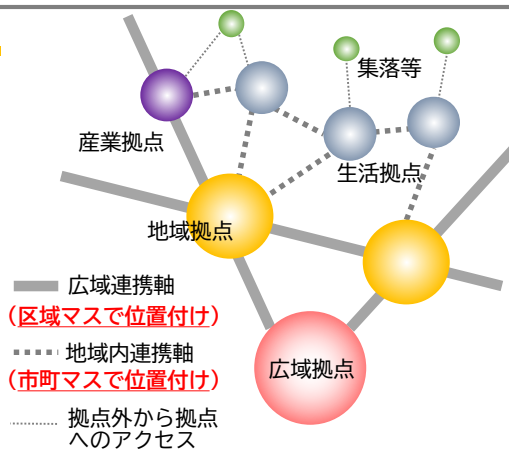 集落等
産業拠点
生活拠点
地域拠点
広域連携軸
（区域マスで位置付け）
広域拠点
地域内連携軸
（市町マスで位置付け）
拠点外から拠点
へのアクセス